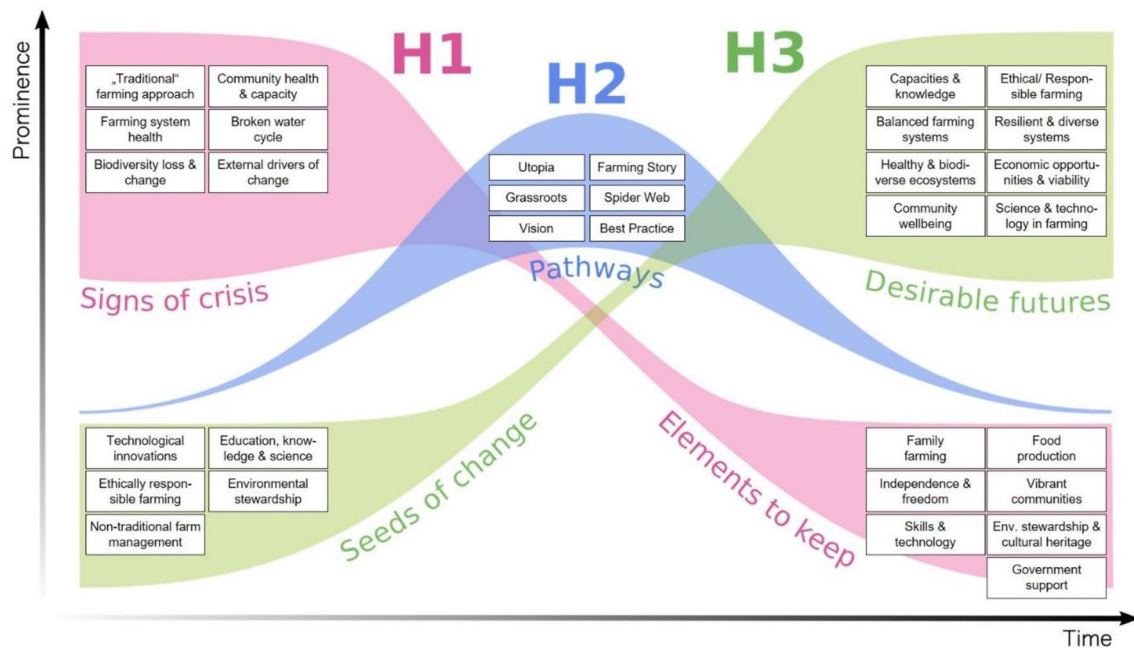 Prominence
H1
H2
H3
„Traditional“
farming approach
Community health
& capacity
Farming system
health
Broken water
cycle
Biodiversity loss &
change
External drivers of
change
Signs of crisis
Utopia
Farming Story
Grassroots
Spider Web
Vision
Best Practice
Pathways
Capacities &
knowledge
Ethical/ Respon-
sible farming
Balanced farming
systems
Resilient & diverse
systems
Healthy & biodi-
verse ecosystems
Economic opportu-
nities & viability
Community
wellbeing
Science & techno-
logy in farming
Desirable futures
Technological
innovations
Education, know-
ledge & science
Ethically respon-
sible farming
Environmental
stewardship
Non-traditional farm
management
Seeds of change
Elements to keep
Family
farming
Food
production
Independence &
freedom
Vibrant
communities
Skills &
technology
Env. stewardship &
cultural heritage
Government
support
Time